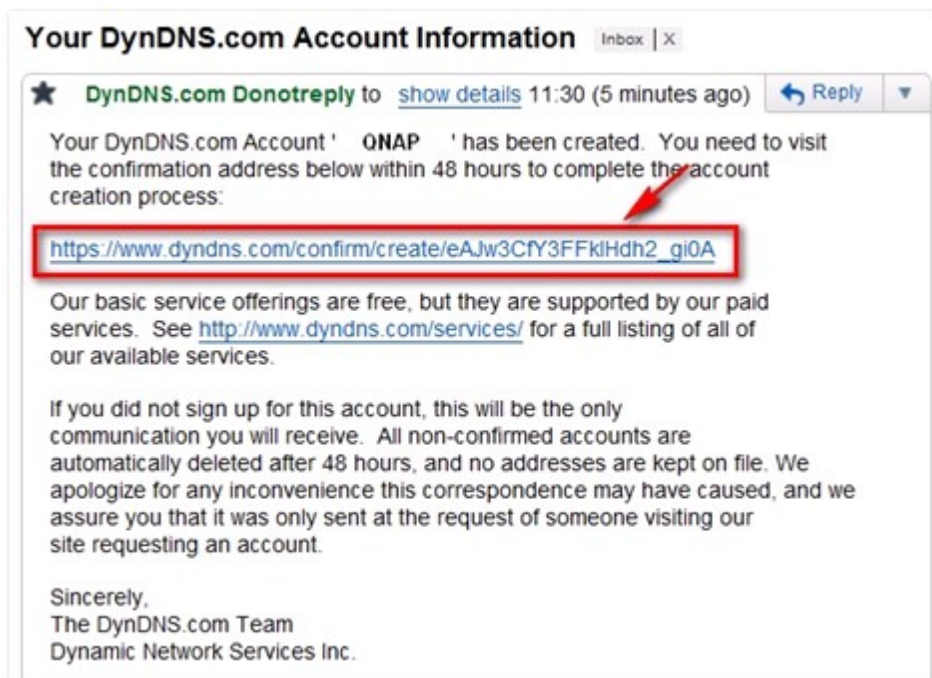 Your DynDNS.com Account Information Inbox | X
DynDNS.com Donotreply to show details 11:30 (5 minutes ago) Reply
Your DynDNS.com Account ' QNAP ' has been created. You need to visit
the confirmation address below within 48 hours to complete the account
creation process:
https://www.dyndns.com/confirm/create/eAJw3CfY3FFklHdh2_gi0A
Our basic service offerings are free, but they are supported by our paid
services. See http://www.dyndns.com/services/ for a full listing of all of
our available services.
If you did not sign up for this account, this will be the only
communication you will receive. All non-confirmed accounts are
automatically deleted after 48 hours, and no addresses are kept on file. We
apologize for any inconvenience this correspondence may have caused, and we
assure you that it was only sent at the request of someone visiting our
site requesting an account.
Sincerely,
The DynDNS.com Team
Dynamic Network Services Inc.